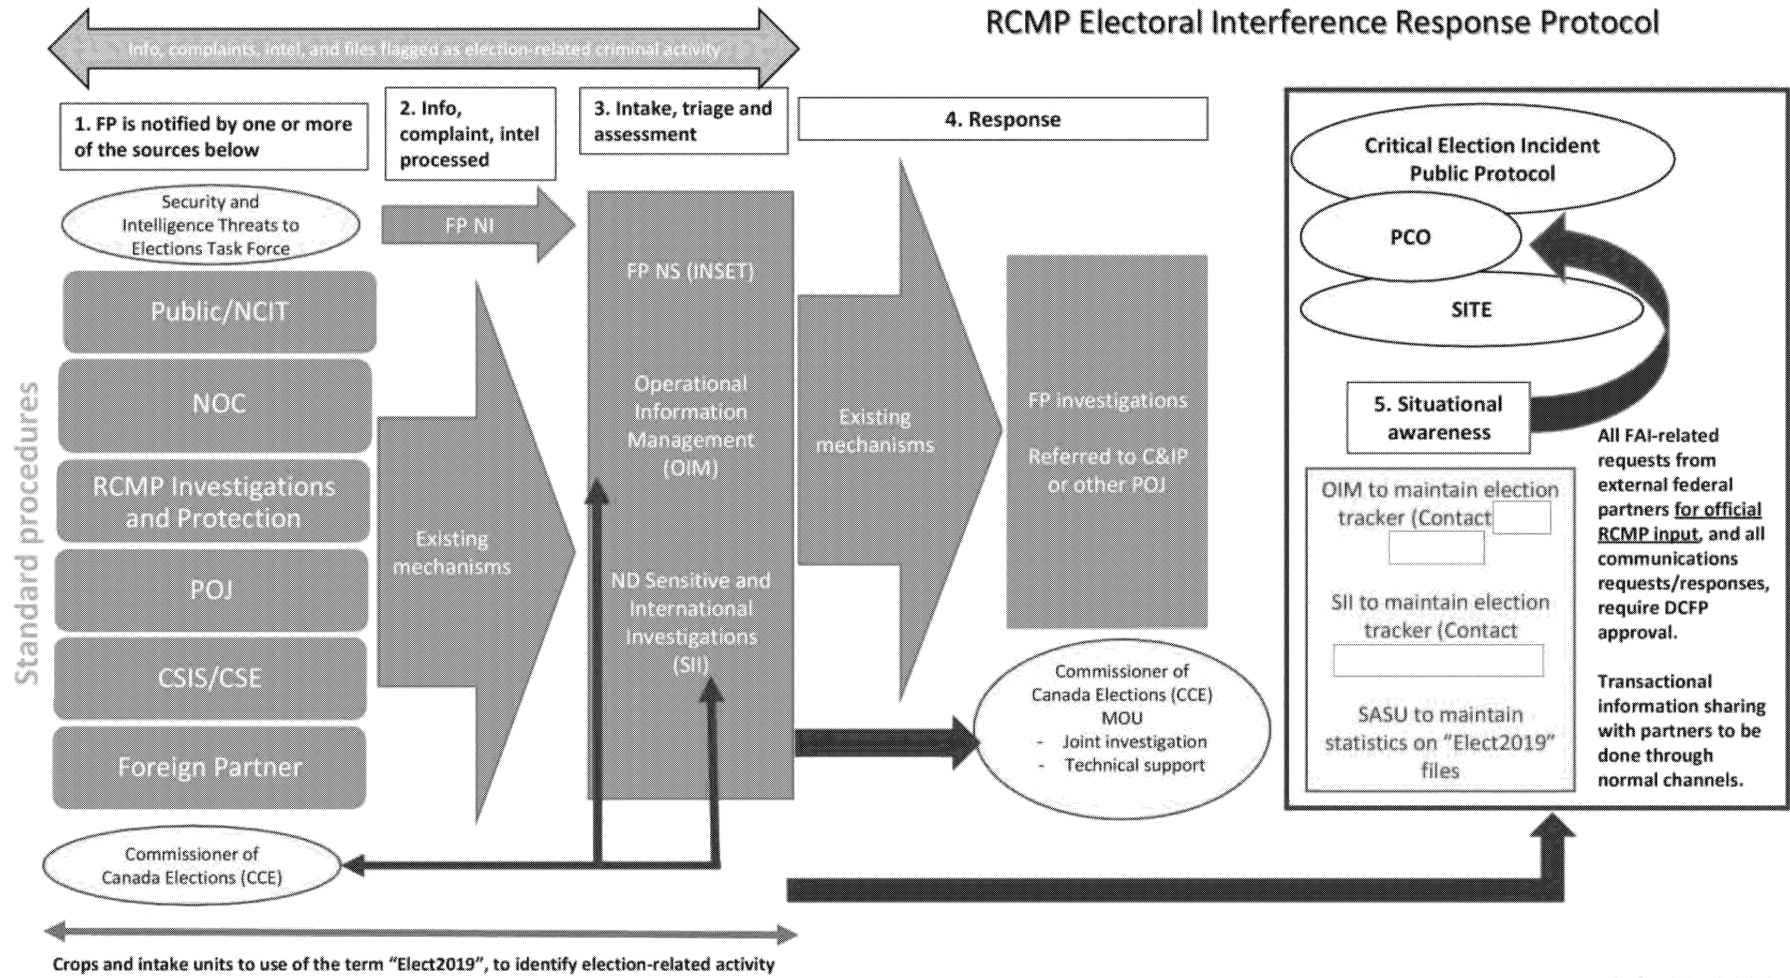 RCMP Electoral Interference Response Protocol
Info, complaints, intel, and files flagged as election-related criminal activity
1. FP is notified by one or more
of the sources below
2. Info,
complaint, intel
processed
3. Intake, triage and
assessment
4. Response
Standard procedures
Security and
Intelligence Threats to
Elections Task Force
Public/NCIT
NOC
RCMP Investigations
and Protection
POJ
CSIS/CSE
Foreign Partner
Commissioner of
Canada Elections (CCE)
FP NI
Existing
mechanisms
FP NS (INSET)
Operational
Information
Management
(OIM)
ND Sensitive and
International
Investigations
(SII)
Existing
mechanisms
FP investigations
Referred to C&IP
or other POJ
Commissioner of
Canada Elections (CCE)
MOU
- Joint investigation
- Technical support
Critical Election Incident
Public Protocol
PCO
SITE
5. Situational
awareness
OIM to maintain election
tracker (Contact
SII to maintain election
tracker (Contact
SASU to maintain
statistics on “Elect2019”
files
All FAI-related
requests from
external federal
partners for official
RCMP input, and all
communications
requests/responses,
require DCFP
approval.
Transactional
information sharing
with partners to be
done through
normal channels.
Crops and intake units to use of the term “Elect2019”, to identify election-related activity